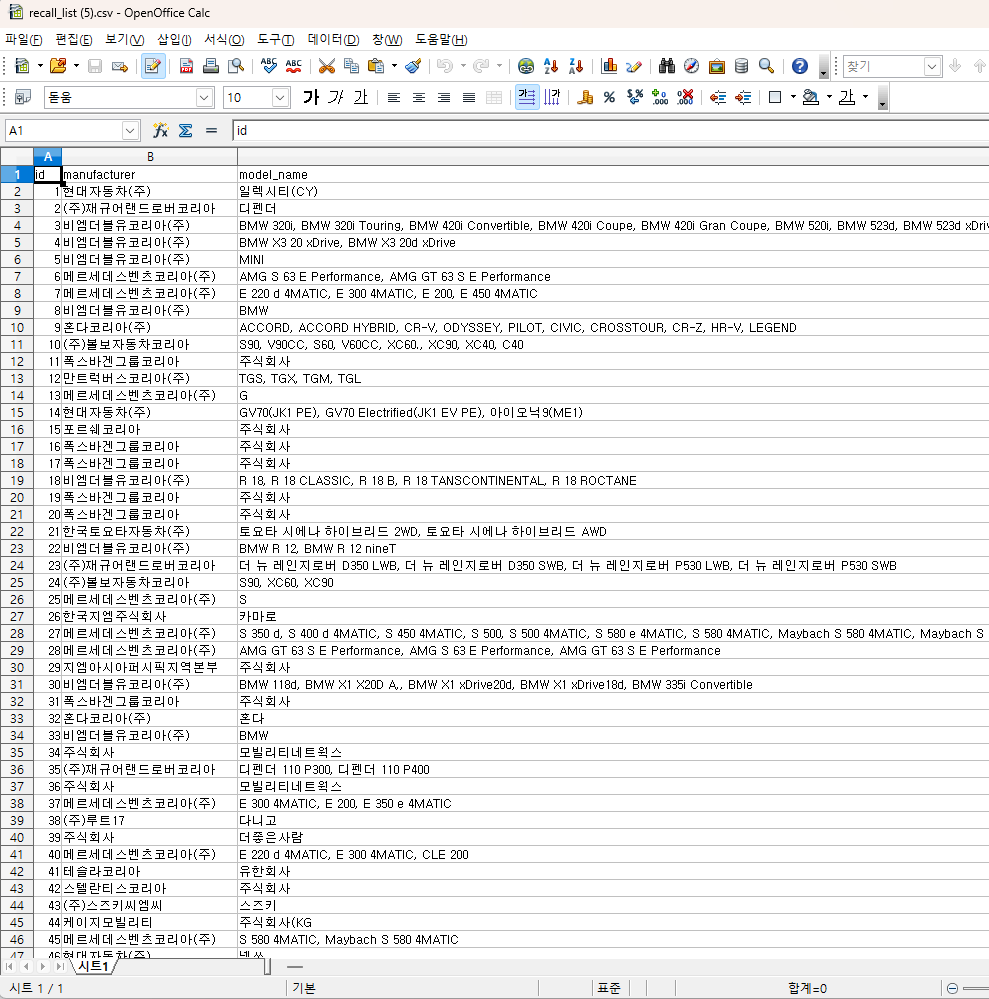 recall_list (5).csv - OpenOffice Calc
파일(F) 편집(E) 보기(V) 삽입(I) 서식(O) 도구(T) 데이터(D) 창(W) 도움말(H)
찾기
돋움 10 가 가 가
A1 id
A B
1 id manufacturer model_name
2 1 현대자동차(주) 일렉시티(CY)
3 2 (주)재규어랜드로버코리아 디펜더
4 3 비엠더블유코리아(주) BMW 320i, BMW 320i Touring, BMW 420i Convertible, BMW 420i Coupe, BMW 420i Gran Coupe, BMW 520i, BMW 523d, BMW 523d xDriv
5 4 비엠더블유코리아(주) BMW X3 20 xDrive, BMW X3 20d xDrive
6 5 비엠더블유코리아(주) MINI
7 6 메르세데스벤츠코리아(주) AMG S 63 E Performance, AMG GT 63 S E Performance
8 7 메르세데스벤츠코리아(주) E 220 d 4MATIC, E 300 4MATIC, E 200, E 450 4MATIC
9 8 비엠더블유코리아(주) BMW
10 9 혼다코리아(주) ACCORD, ACCORD HYBRID, CR-V, ODYSSEY, PILOT, CIVIC, CROSSTOUR, CR-Z, HR-V, LEGEND
11 10 (주)볼보자동차코리아 S90, V90CC, S60, V60CC, XC60., XC90, XC40, C40
12 11 폭스바겐그룹코리아 주식회사
13 12 만트럭버스코리아(주) TGS, TGX, TGM, TGL
14 13 메르세데스벤츠코리아(주) G
15 14 현대자동차(주) GV70(JK1 PE), GV70 Electrified(JK1 EV PE), 아이오닉9(ME1)
16 15 포르쉐코리아 주식회사
17 16 폭스바겐그룹코리아 주식회사
18 17 폭스바겐그룹코리아 주식회사
19 18 비엠더블유코리아(주) R 18, R 18 CLASSIC, R 18 B, R 18 TANSCONTINENTAL, R 18 ROCTANE
20 19 폭스바겐그룹코리아 주식회사
21 20 폭스바겐그룹코리아 주식회사
22 21 한국토요타자동차(주) 토요타 시에나 하이브리드 2WD, 토요타 시에나 하이브리드 AWD
23 22 비엠더블유코리아(주) BMW R 12, BMW R 12 nineT
24 23 (주)재규어랜드로버코리아 더 뉴 레인지로버 D350 LWB, 더 뉴 레인지로버 D350 SWB, 더 뉴 레인지로버 P530 LWB, 더 뉴 레인지로버 P530 SWB
25 24 (주)볼보자동차코리아 S90, XC60, XC90
26 25 메르세데스벤츠코리아(주) S
27 26 한국지엠주식회사 카마로
28 27 메르세데스벤츠코리아(주) S 350 d, S 400 d 4MATIC, S 450 4MATIC, S 500, S 500 4MATIC, S 580 e 4MATIC, S 580 4MATIC, Maybach S 580 4MATIC, Maybach S
29 28 메르세데스벤츠코리아(주) AMG GT 63 S E Performance, AMG S 63 E Performance, AMG GT 63 S E Performance
30 29 지엠아시아퍼시픽지역본부 주식회사
31 30 비엠더블유코리아(주) BMW 118d, BMW X1 X20D A,, BMW X1 xDrive20d, BMW X1 xDrive18d, BMW 335i Convertible
32 31 폭스바겐그룹코리아 주식회사
33 32 혼다코리아(주) 혼다
34 33 비엠더블유코리아(주) BMW
35 34 주식회사 모빌리티네트웍스
36 35 (주)재규어랜드로버코리아 디펜더 110 P300, 디펜더 110 P400
37 36 주식회사 모빌리티네트웍스
38 37 메르세데스벤츠코리아(주) E 300 4MATIC, E 200, E 350 e 4MATIC
39 38 (주)루트17 다니고
40 39 주식회사 더좋은사람
41 40 메르세데스벤츠코리아(주) E 220 d 4MATIC, E 300 4MATIC, CLE 200
42 41 테슬라코리아 유한회사
43 42 스텔란티스코리아 주식회사
44 43 (주)스즈키씨엠씨 스즈키
45 44 케이지모빌리티 주식회사(KG
46 45 메르세데스벤츠코리아(주) S 580 4MATIC, Maybach S 580 4MATIC
47 46 현대자동차(주) 넥쏘
시트1
시트 1 / 1 기본 표준 합계=0